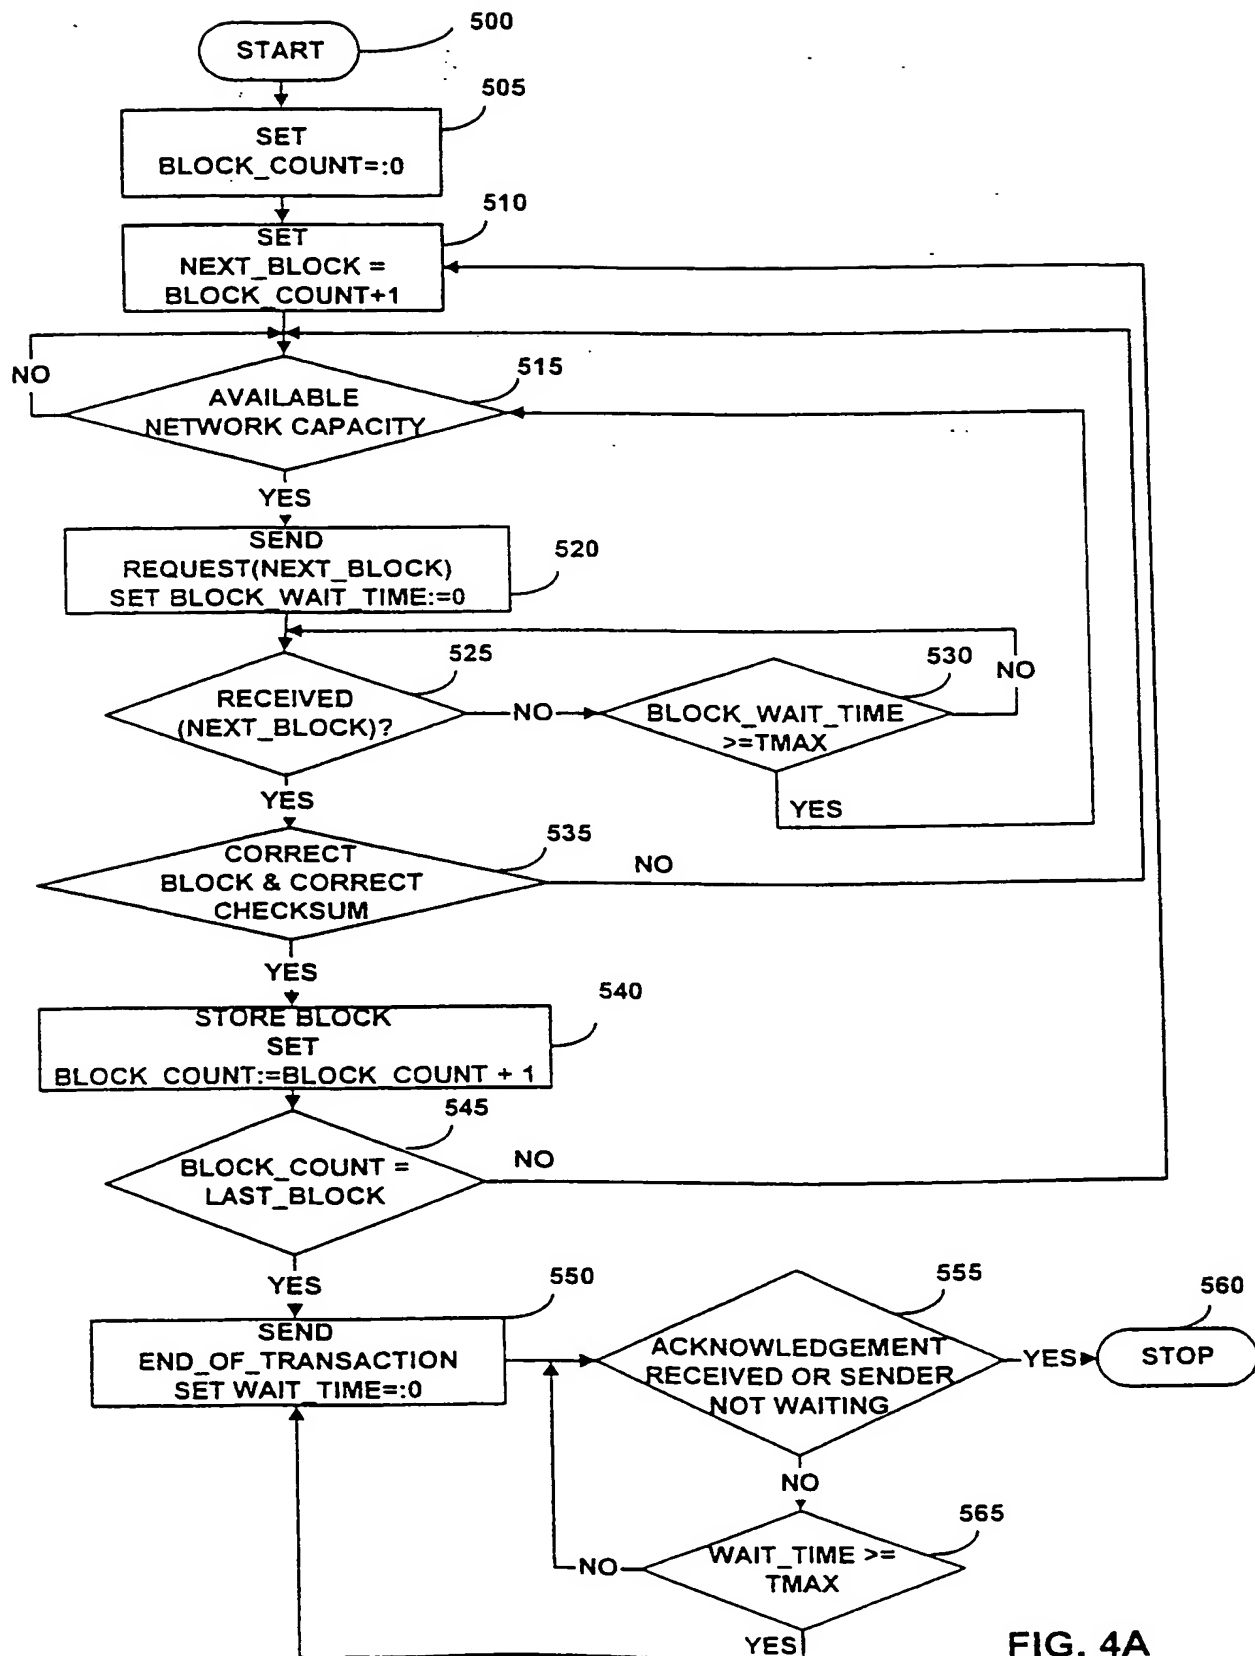 500
START
505
SET
BLOCK_COUNT=:0
510
SET
NEXT_BLOCK =
BLOCK_COUNT+1
NO
515
AVAILABLE
NETWORK CAPACITY
YES
SEND
REQUEST(NEXT_BLOCK)
SET BLOCK_WAIT_TIME:=0
520
525
RECEIVED
(NEXT_BLOCK)?
NO
530
NO
BLOCK_WAIT_TIME
>=TMAX
YES
YES
535
CORRECT
BLOCK & CORRECT
CHECKSUM
NO
YES
540
STORE BLOCK
SET
BLOCK_COUNT:=BLOCK_COUNT + 1
545
BLOCK_COUNT =
LAST_BLOCK
NO
YES
550
SEND
END_OF_TRANSACTION
SET WAIT_TIME=:0
555
ACKNOWLEDGEMENT
RECEIVED OR SENDER
NOT WAITING
YES
560
STOP
NO
565
WAIT_TIME >=
TMAX
NO
YES
FIG. 4A